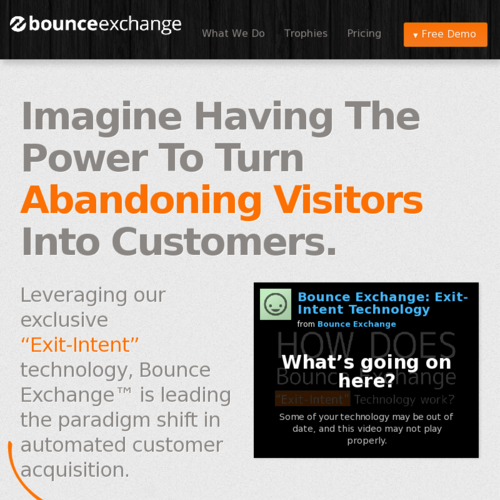 bounceexchange
What We Do
Trophies
Pricing
▾ Free Demo
Imagine Having The
Power To Turn
Abandoning Visitors
Into Customers.
Leveraging our
exclusive
“Exit-Intent”
technology, Bounce
Exchange™ is leading
the paradigm shift in
automated customer
acquisition.
Bounce Exchange: Exit-
Intent Technology
from Bounce Exchange
HOW DOES
What’s going on
Bounce Exchange
here?
“Exit-Intent” Technology work?
Some of your technology may be out of
date, and this video may not play
properly.